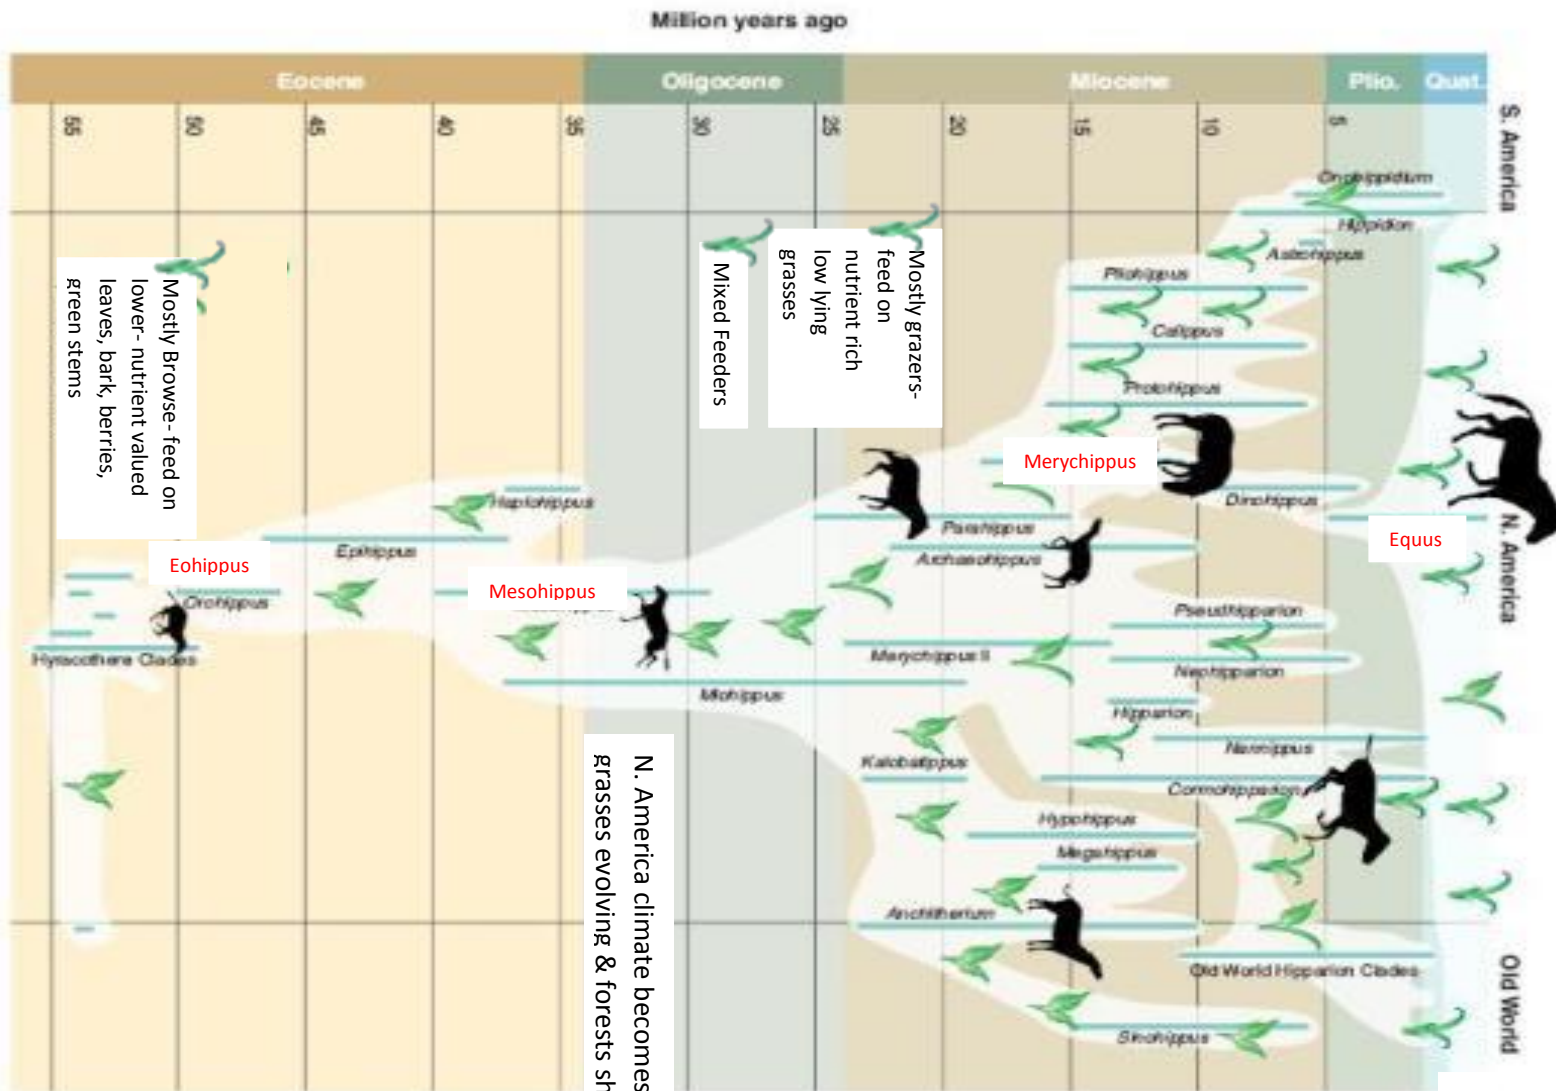 Million years ago
Eocene
Oligocene
Miocene
Plio.
Quat.
55
50
45
40
35
30
25
20
15
10
5
S. America
N. America
Old World
Onohippidium
Hippidion
Astrohippus
Pliohippus
Calippus
Protohippus
Merychippus
Dinohippus
Equus
Parahippus
Archaeohippus
Haplohippus
Epihippus
Eohippus
Orohippus
Mesohippus
Hyracothere Clades
Pseudhipparion
Merychippus II
Neohipparion
Miohippus
Hipparion
Nannippus
Kalobatippus
Cormohipparion
Hypohippus
Megahippus
Anchitherium
Old World Hipparion Clades
Sinohippus
Mostly Browse- feed on
lower- nutrient valued
leaves, bark, berries,
green stems
Mixed Feeders
Mostly grazers-
feed on
nutrient rich
low lying
grasses
N. America climate becomes
grasses evolving & forests sh